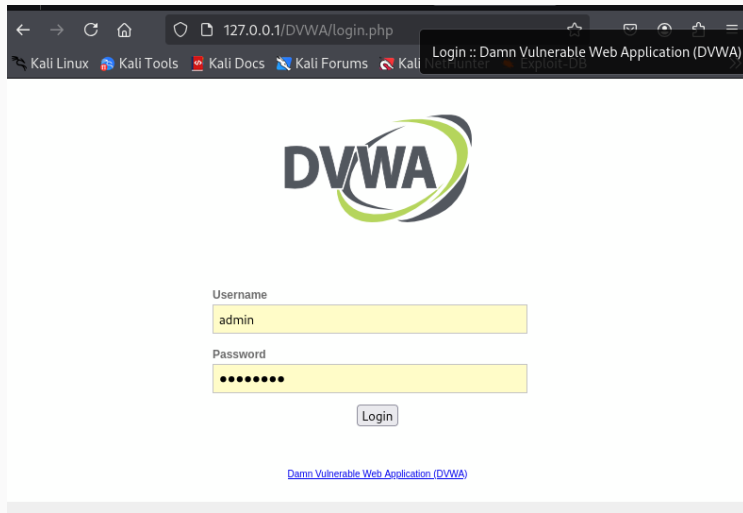 127.0.0.1/DVWA/login.php
Login :: Damn Vulnerable Web Application (DVWA)
Kali Linux Kali Tools Kali Docs Kali Forums Kali NetHunter Exploit-DB
DVWA
Username
admin
Password
••••••••
Login
Damn Vulnerable Web Application (DVWA)